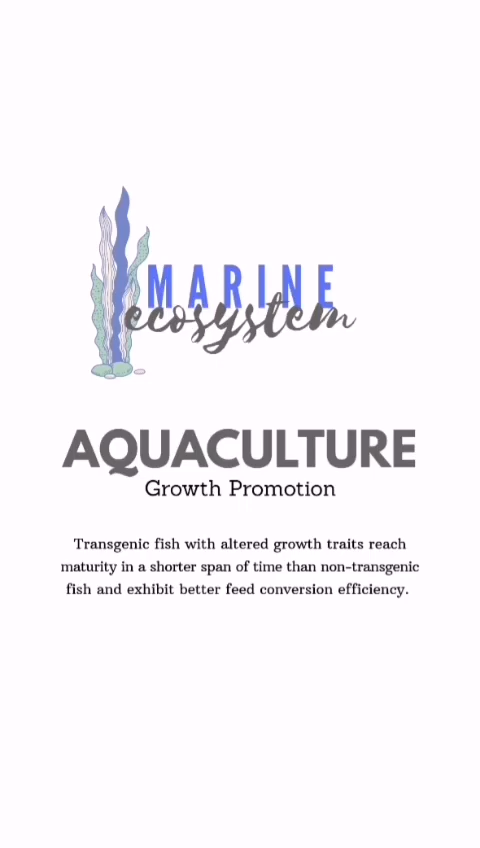 MARINE
ecosystem
AQUACULTURE
Growth Promotion
Transgenic fish with altered growth traits reach
maturity in a shorter span of time than non-transgenic
fish and exhibit better feed conversion efficiency.